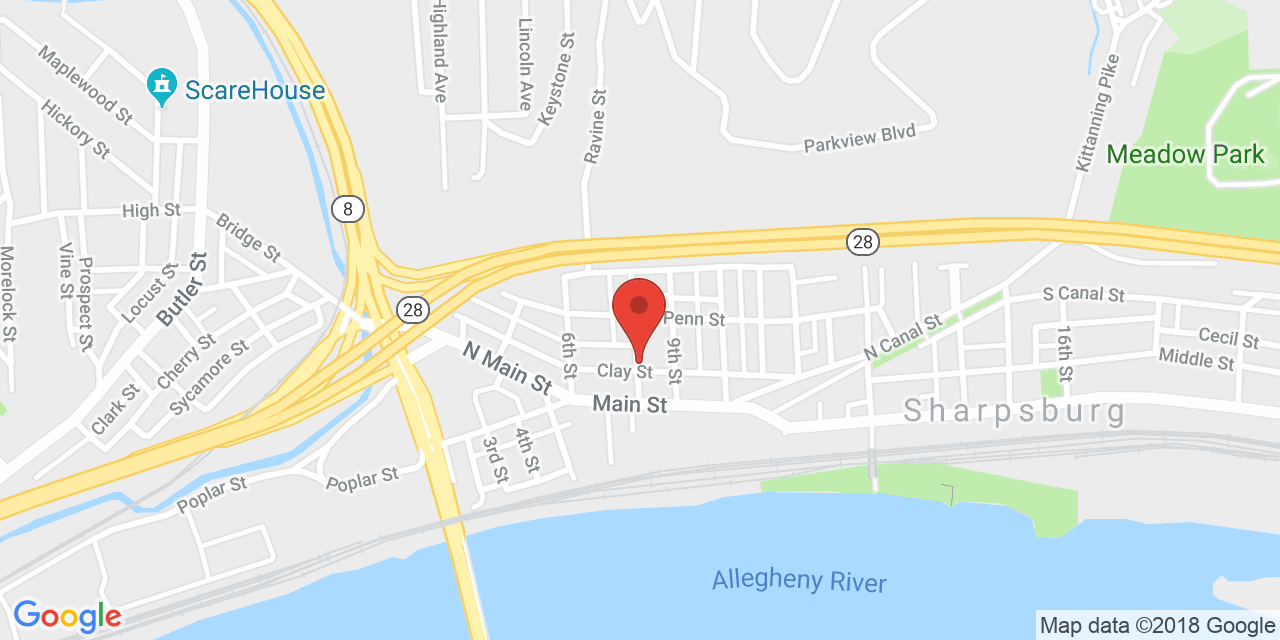 Highland Ave
Lincoln Ave
Keystone St
Ravine St
Maplewood St
ScareHouse
Hickory St
Kittanning Pike
Parkview Blvd
Meadow Park
High St
8
Bridge St
28
Morelock St
Vine St
Prospect St
Locust St
Butler St
28
S Canal St
Penn St
N Canal St
16th St
Cecil St
Middle St
Cherry St
Sycamore St
Clark St
N Main St
6th St
Clay St
9th St
Main St
Sharpsburg
3rd St
4th St
Poplar St
Poplar St
Allegheny River
Google
Map data ©2018 Google